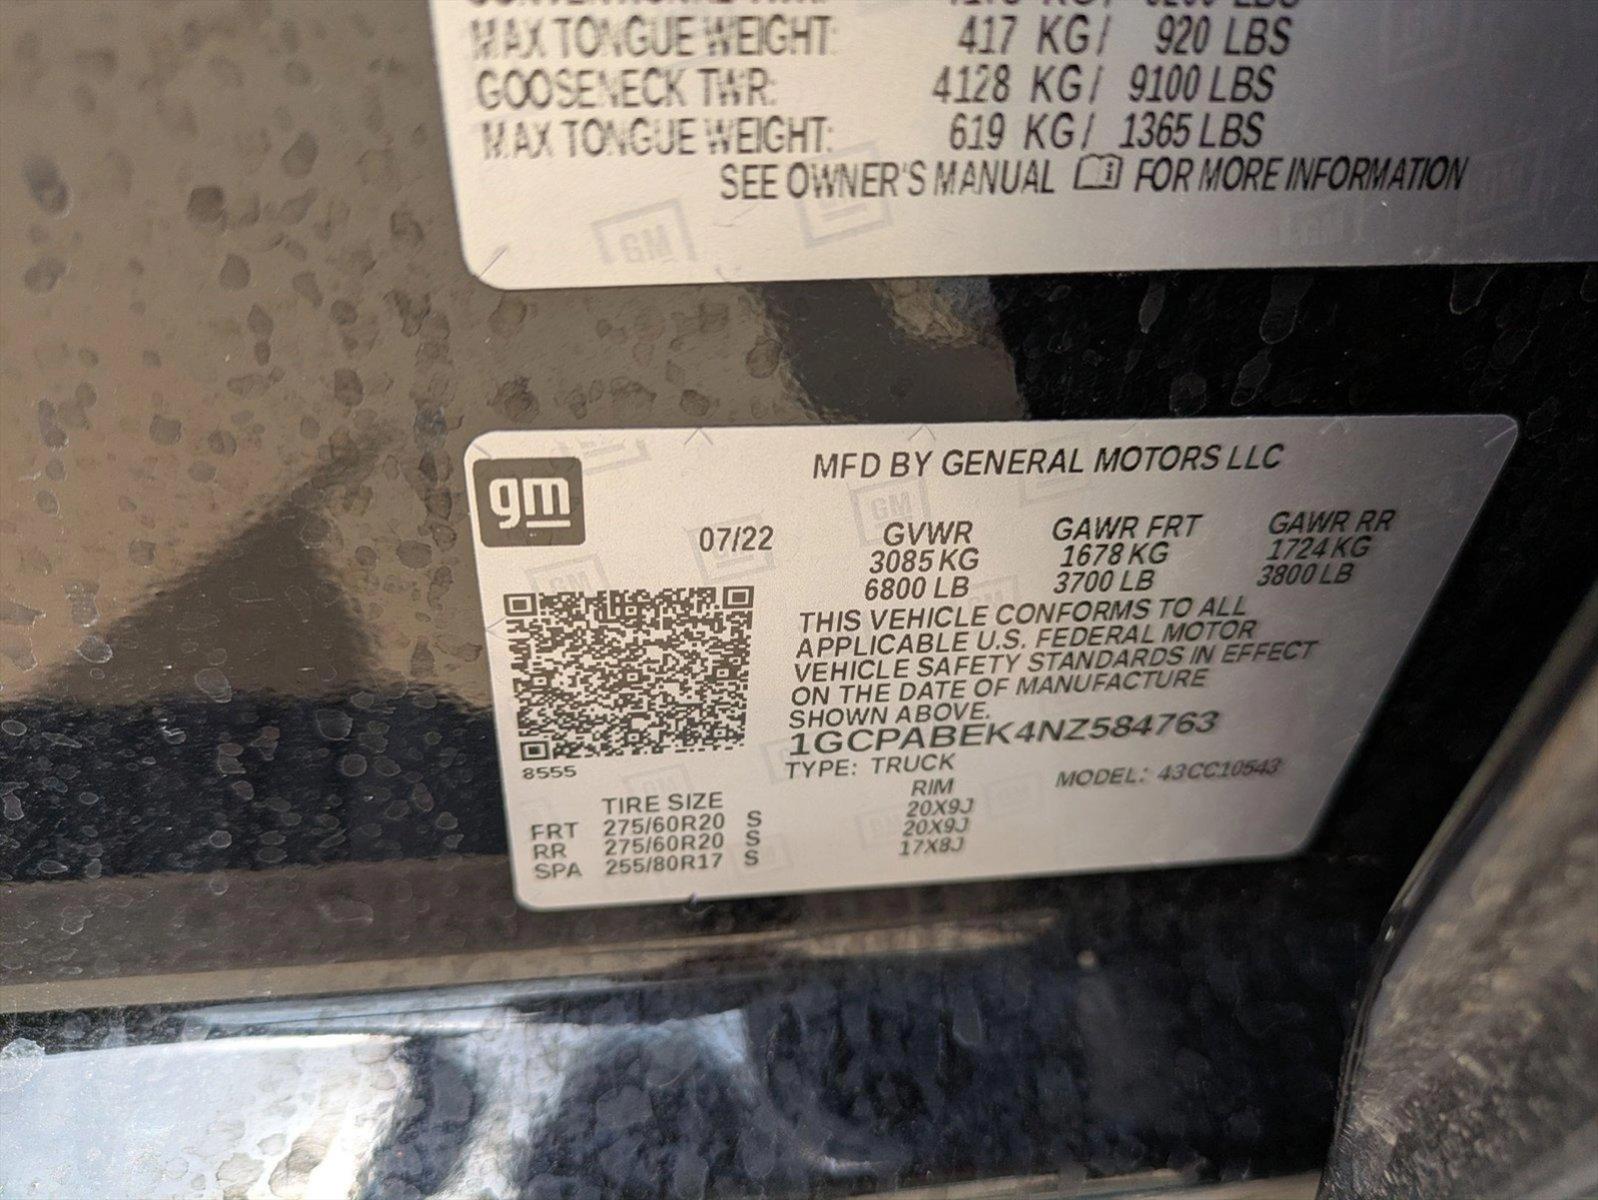 MAX TONGUE WEIGHT: 417 KG/ 920 LBS
GOOSENECK TWR: 4128 KG/ 9100 LBS
MAX TONGUE WEIGHT: 619 KG/ 1365 LBS
SEE OWNER'S MANUAL FOR MORE INFORMATION
GM
gm
MFD BY GENERAL MOTORS LLC
07/22 GVWR GAWR FRT GAWR RR
3085 KG 1678 KG 1724 KG
6800 LB 3700 LB 3800 LB
THIS VEHICLE CONFORMS TO ALL
APPLICABLE U.S. FEDERAL MOTOR
VEHICLE SAFETY STANDARDS IN EFFECT
ON THE DATE OF MANUFACTURE
SHOWN ABOVE.
1GCPABEK4NZ584763
8555
TYPE: TRUCK MODEL: 43CC10543
TIRE SIZE RIM
FRT 275/60R20 S 20X9J
RR 275/60R20 S 20X9J
SPA 255/80R17 S 17X8J